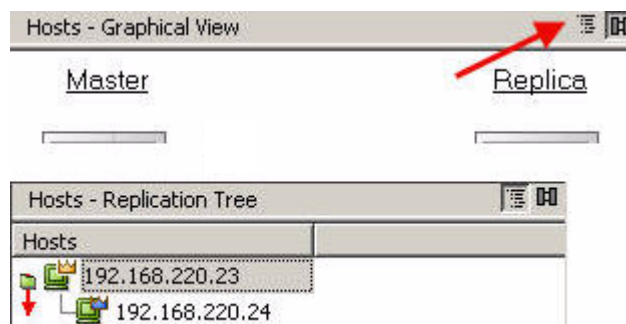 Hosts - Graphical View
Master Replica
Hosts - Replication Tree
Hosts
192.168.220.23
192.168.220.24